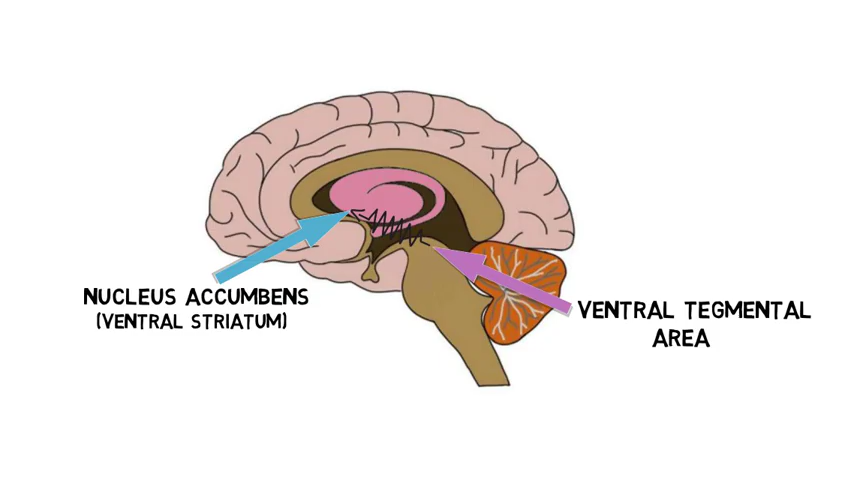 NUCLEUS ACCUMBENS
(VENTRAL STRIATUM)
VENTRAL TEGMENTAL
AREA